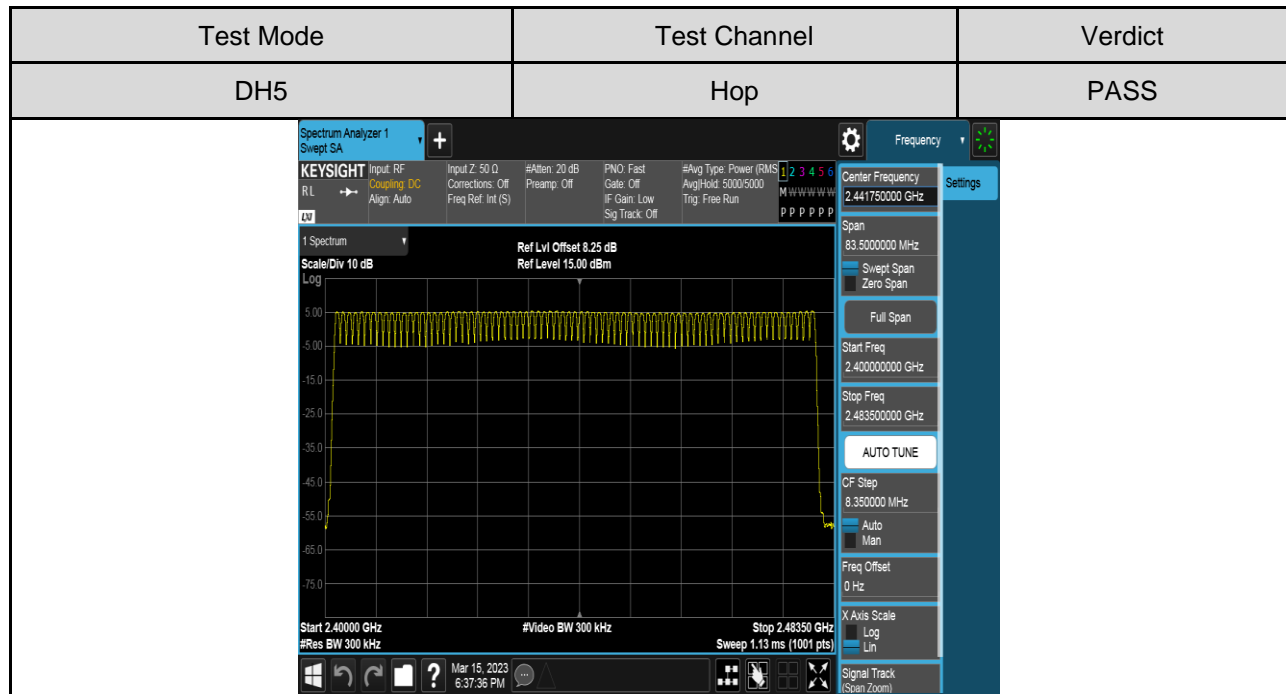 Test Mode Test Channel Verdict
DH5 Hop PASS
Spectrum Analyzer 1
Swept SA
+
Frequency
KEYSIGHT Input: RF Input Z: 50 Ω #Atten: 20 dB PNO: Fast #Avg Type: Power (RMS 1 2 3 4 5 6
RL Coupling: DC Corrections: Off Preamp: Off Gate: Off Avg|Hold: 5000/5000 M W W W W W
Align: Auto Freq Ref: Int (S) IF Gain: Low Trig: Free Run
LXI Sig Track: Off P P P P P P
1 Spectrum
Ref Lvl Offset 8.25 dB
Scale/Div 10 dB Ref Level 15.00 dBm
Log
5.00
-5.00
-15.0
-25.0
-35.0
-45.0
-55.0
-65.0
-75.0
Start 2.40000 GHz #Video BW 300 kHz Stop 2.48350 GHz
#Res BW 300 kHz Sweep 1.13 ms (1001 pts)
? Mar 15, 2023
6:37:36 PM
Settings
Center Frequency
2.441750000 GHz
Span
83.5000000 MHz
Swept Span
Zero Span
Full Span
Start Freq
2.400000000 GHz
Stop Freq
2.483500000 GHz
AUTO TUNE
CF Step
8.350000 MHz
Auto
Man
Freq Offset
0 Hz
X Axis Scale
Log
Lin
Signal Track
(Span Zoom)